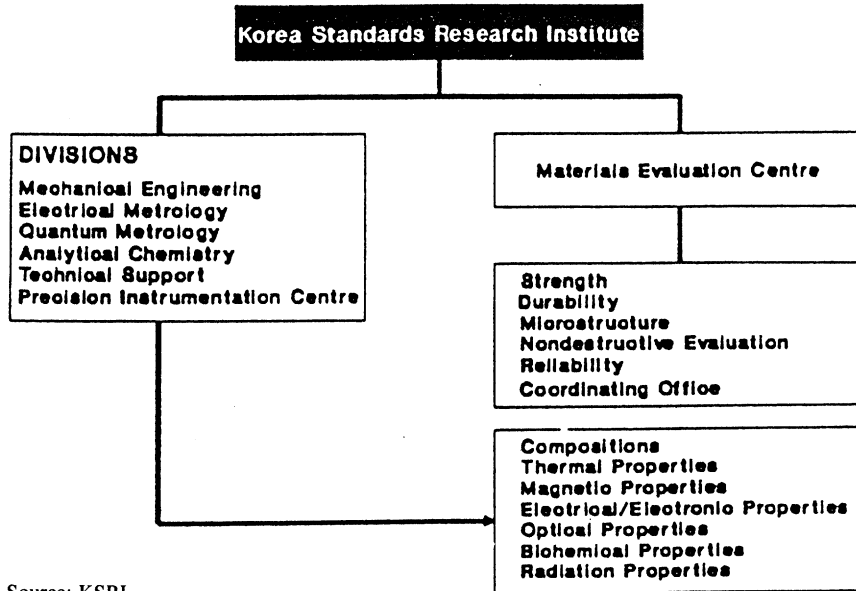 Korea Standards Research Institute
DIVISIONS
Mechanical Engineering
Electrical Metrology
Quantum Metrology
Analytical Chemistry
Technical Support
Precision Instrumentation Centre
Materials Evaluation Centre
Strength
Durability
Microstructure
Nondestructive Evaluation
Reliability
Coordinating Office
Compositions
Thermal Properties
Magnetic Properties
Electrical/Electronic Properties
Optical Properties
Biohemical Properties
Radiation Properties
Source: KSRI